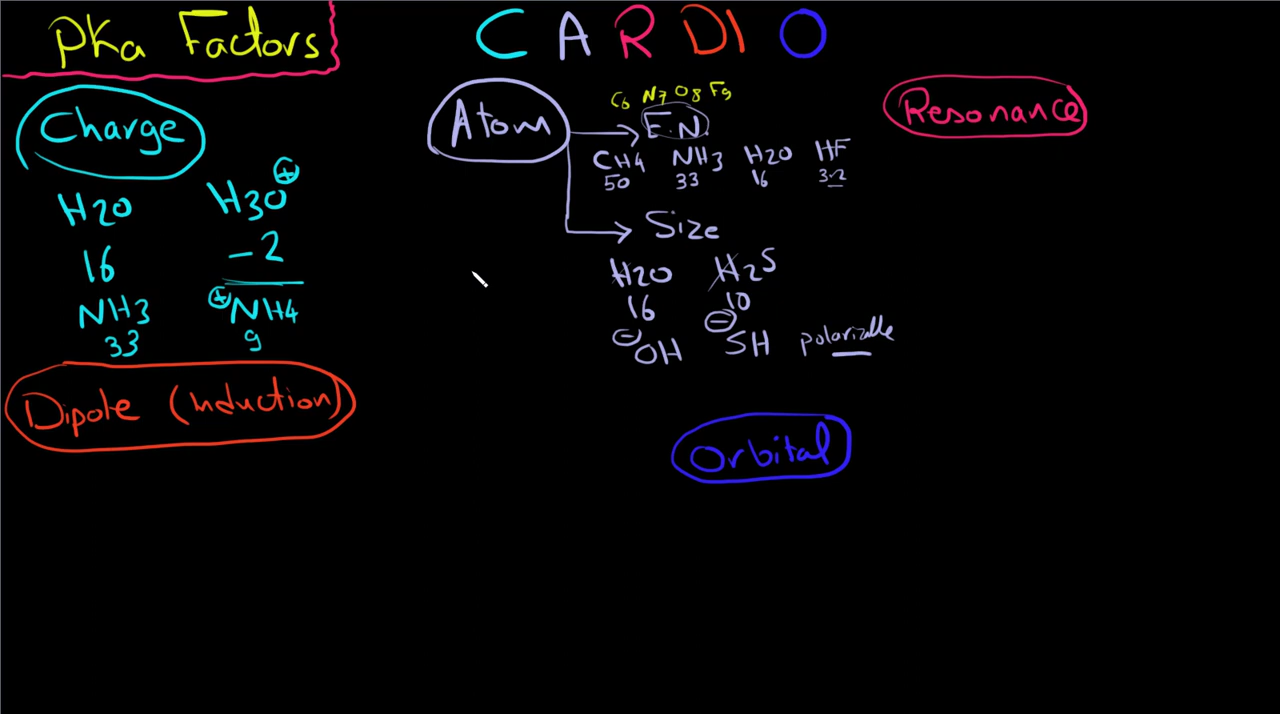 PKa Factors
C A R D I O
Charge
H2O H3O⊕
16 -2
NH3 ⊕NH4
33 9
Atom
C6 N7 O8 F9
E.N
CH4 NH3 H2O HF
50 33 16 3.2
Size
H2O H2S
16 10
⊖OH ⊖SH polarizable
Resonance
Dipole (Induction)
Orbital